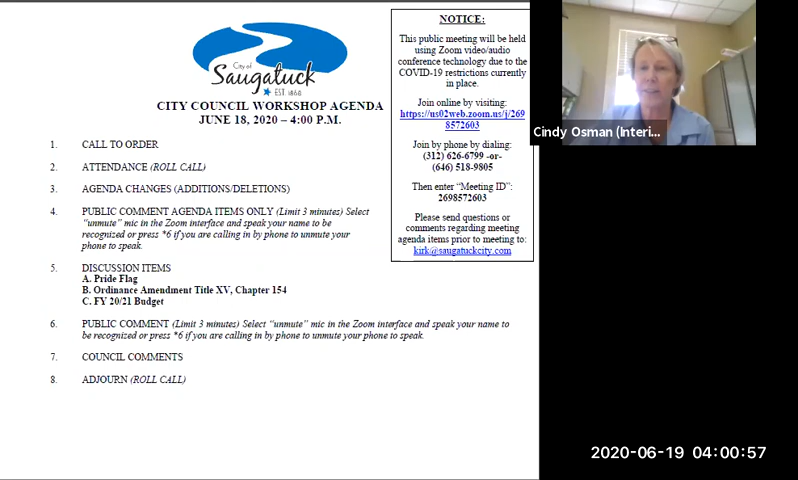 City of
Saugatuck
EST. 1868
CITY COUNCIL WORKSHOP AGENDA
JUNE 18, 2020 – 4:00 P.M.
1. CALL TO ORDER
2. ATTENDANCE (ROLL CALL)
3. AGENDA CHANGES (ADDITIONS/DELETIONS)
4. PUBLIC COMMENT AGENDA ITEMS ONLY (Limit 3 minutes) Select
"unmute" mic in the Zoom interface and speak your name to be
recognized or press *6 if you are calling in by phone to unmute your
phone to speak.
5. DISCUSSION ITEMS
A. Pride Flag
B. Ordinance Amendment Title XV, Chapter 154
C. FY 20/21 Budget
6. PUBLIC COMMENT (Limit 3 minutes) Select "unmute" mic in the Zoom interface and speak your name to
be recognized or press *6 if you are calling in by phone to unmute your phone to speak.
7. COUNCIL COMMENTS
8. ADJOURN (ROLL CALL)
NOTICE:
This public meeting will be held
using Zoom video/audio
conference technology due to the
COVID-19 restrictions currently
in place.
Join online by visiting:
https://us02web.zoom.us/j/269
8572603
Join by phone by dialing:
(312) 626-6799 -or-
(646) 518-9805
Then enter "Meeting ID":
2698572603
Please send questions or
comments regarding meeting
agenda items prior to meeting to:
kirk@saugatuckcity.com
Cindy Osman (Interi...
2020-06-19 04:00:57